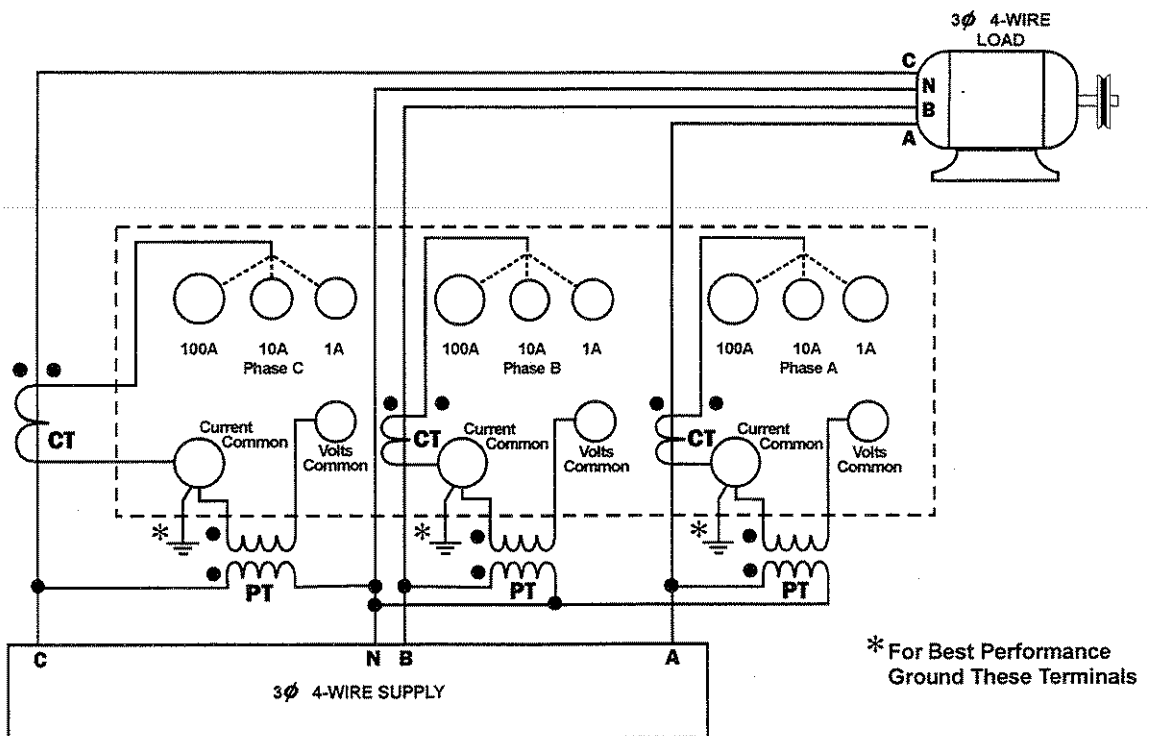 3Ø 4-WIRE
LOAD
C
N
B
A
100A 10A 1A
Phase C
100A 10A 1A
Phase B
100A 10A 1A
Phase A
CT
Current
Common
Volts
Common
CT
Current
Common
Volts
Common
CT
Current
Common
Volts
Common
*
*
*
PT
PT
PT
C N B A
3Ø 4-WIRE SUPPLY
* For Best Performance
Ground These Terminals